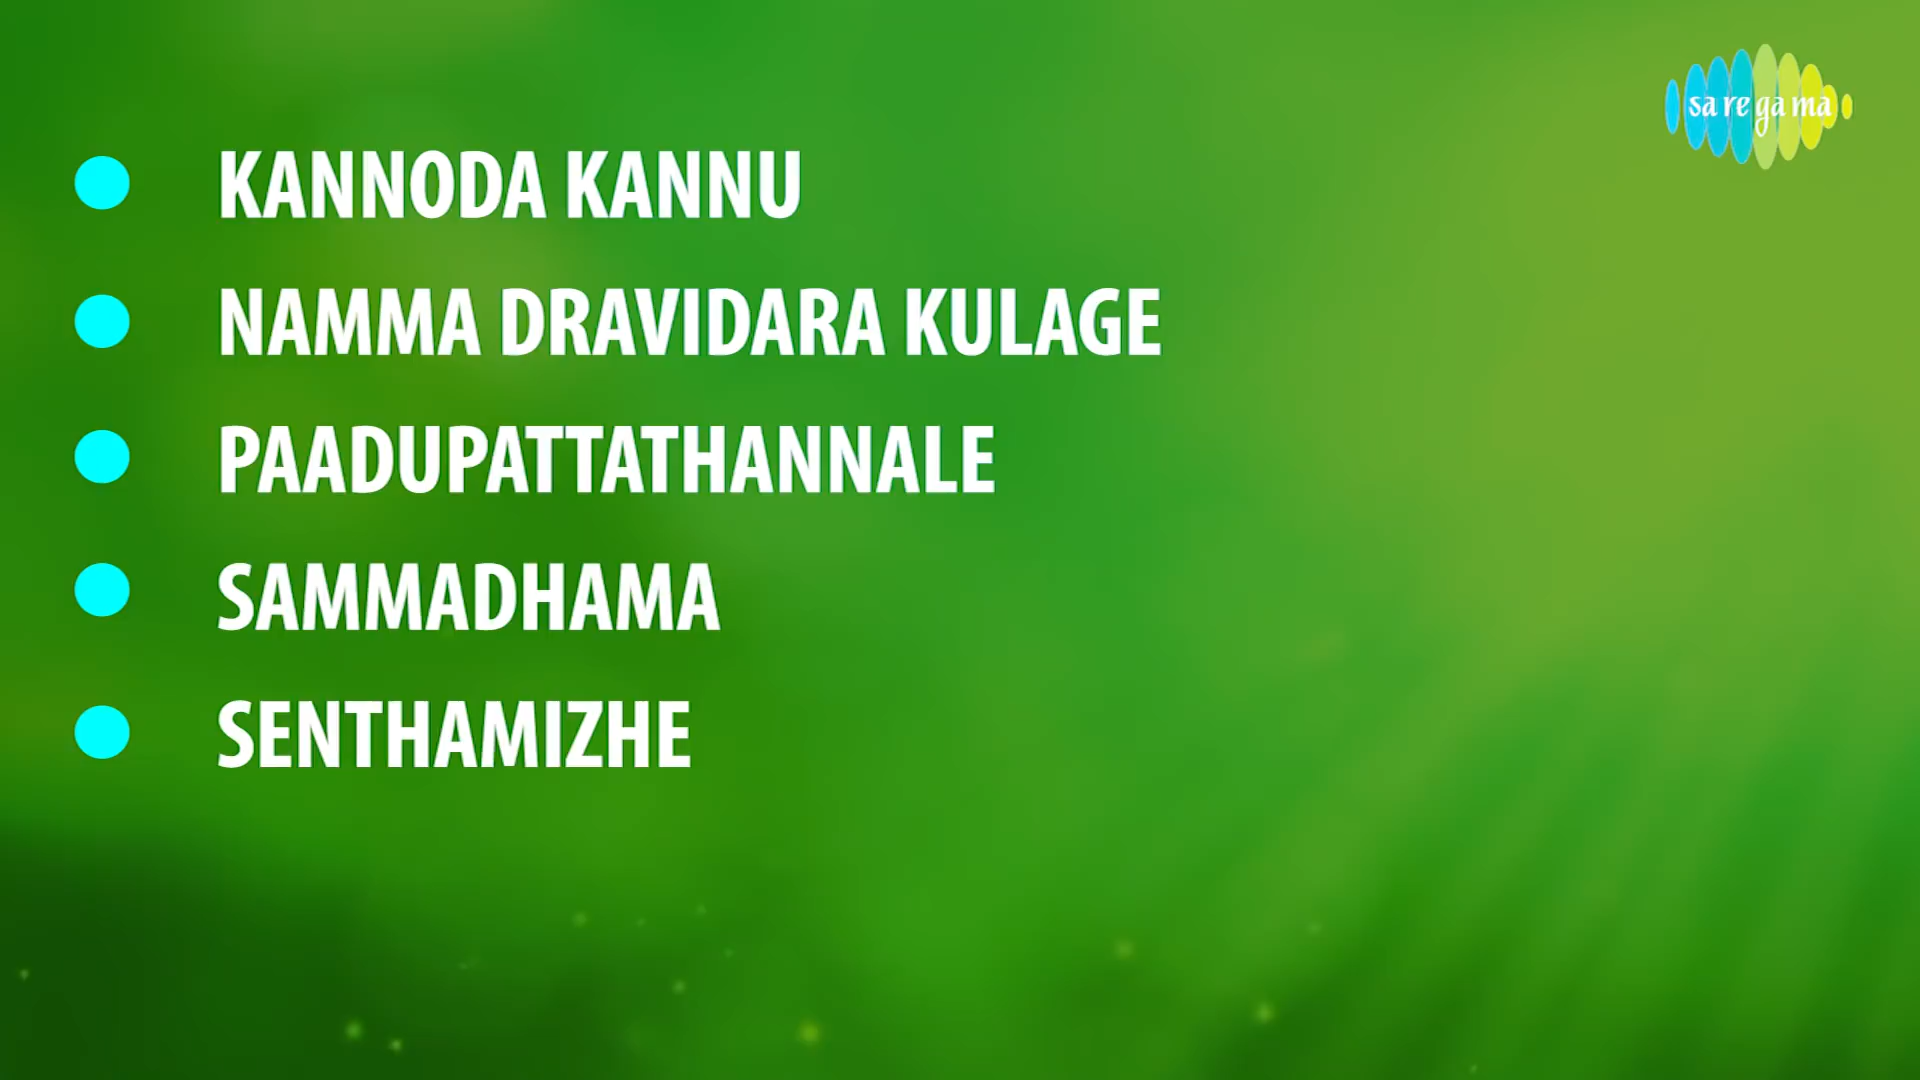 sa re ga ma
KANNODA KANNU
NAMMA DRAVIDARA KULAGE
PAADUPATTATHANNALE
SAMMADHAMA
SENTHAMIZHE